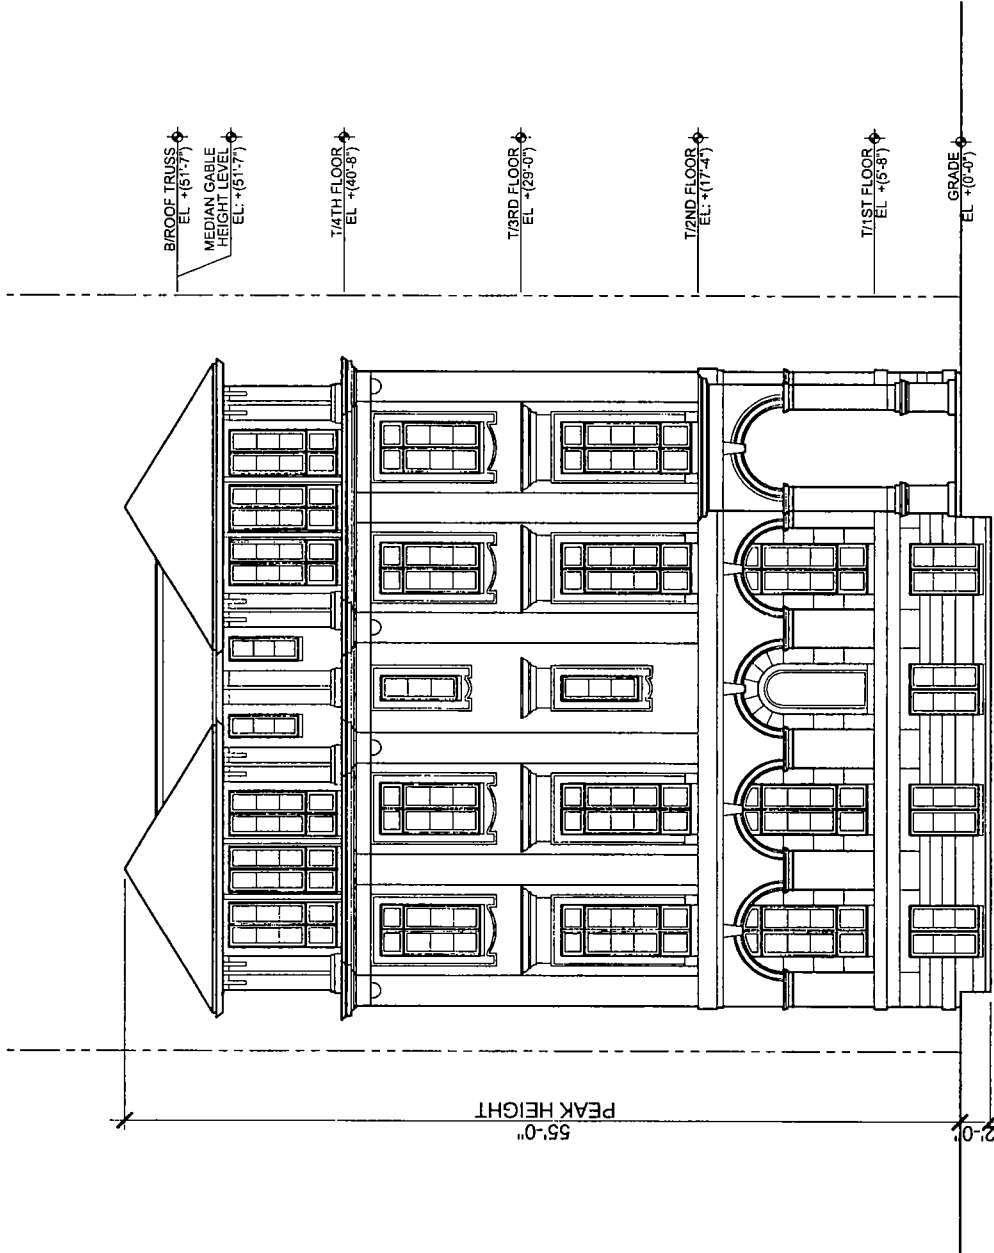 B/ROOF TRUSS
EL +(51'-7")
MEDIAN GABLE
HEIGHT LEVEL
EL: +(51'-7")
T/4TH FLOOR
EL +(40'-8")
T/3RD FLOOR
EL +(29'-0")
T/2ND FLOOR
EL: +(17'-4")
T/1ST FLOOR
EL +(5'-8")
GRADE
EL +(0'-0")
55'-0"
PEAK HEIGHT
2'-0"